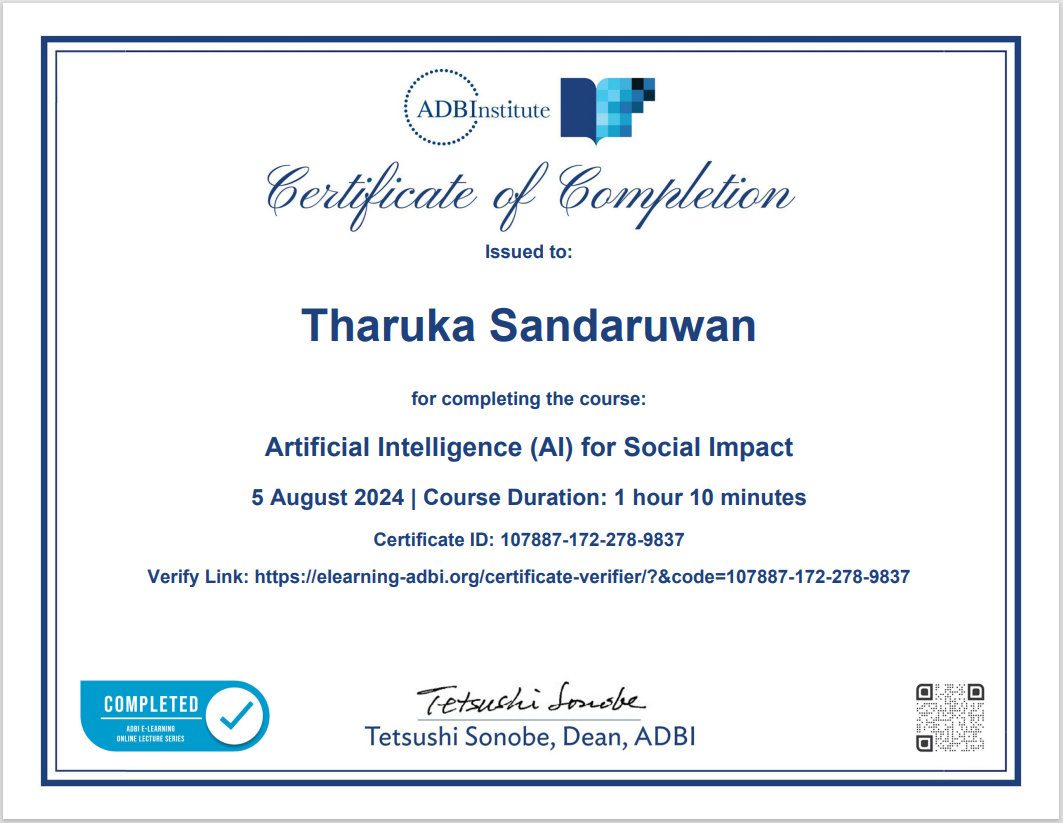 ADBInstitute
Certificate of Completion
Issued to:
Tharuka Sandaruwan
for completing the course:
Artificial Intelligence (AI) for Social Impact
5 August 2024 | Course Duration: 1 hour 10 minutes
Certificate ID: 107887-172-278-9837
Verify Link: https://elearning-adbi.org/certificate-verifier/?&code=107887-172-278-9837
COMPLETED
ADBI E-LEARNING
ONLINE LECTURE SERIES
Tetsushi Sonobe
Tetsushi Sonobe, Dean, ADBI